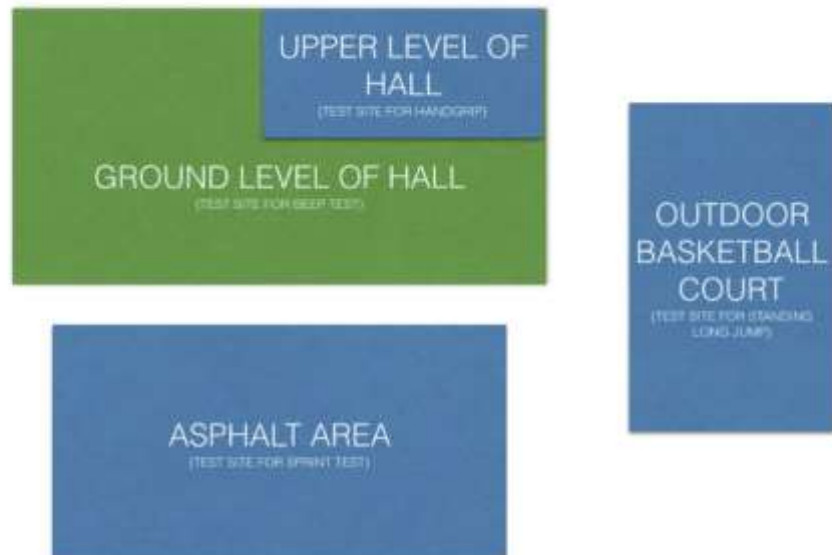 UPPER LEVEL OF
HALL
(TEST SITE FOR HANDGRIP)
GROUND LEVEL OF HALL
(TEST SITE FOR BEEP TEST)
OUTDOOR
BASKETBALL
COURT
(TEST SITE FOR STANDING
LONG JUMP)
ASPHALT AREA
(TEST SITE FOR SPRINT TEST)